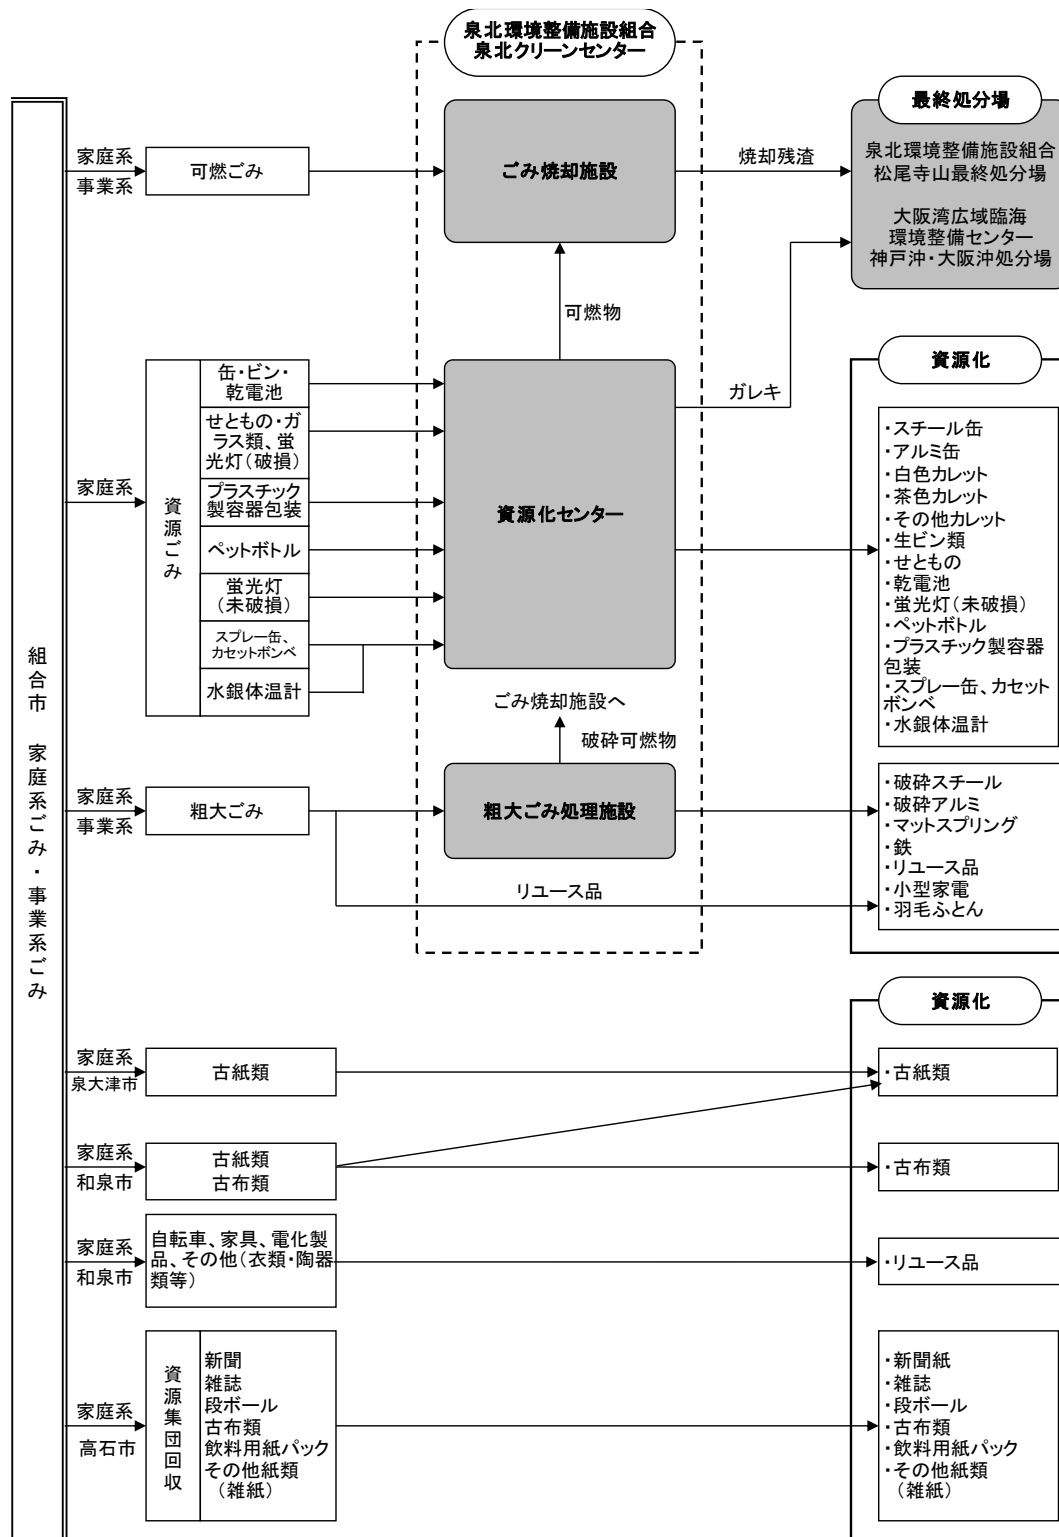 泉北環境整備施設組合
泉北クリーンセンター
最終処分場
家庭系
事業系
可燃ごみ
ごみ焼却施設
焼却残渣
泉北環境整備施設組合
松尾寺山最終処分場
大阪湾広域臨海
環境整備センター
神戸沖・大阪沖処分場
可燃物
ガレキ
資源化
家庭系
資源ごみ
缶・ビン・
乾電池
せともの・ガ
ラス類、蛍
光灯(破損)
プラスチック
製容器包装
ペットボトル
蛍光灯
(未破損)
スプレー缶、
カセットボンベ
水銀体温計
資源化センター
・スチール缶
・アルミ缶
・白色カレット
・茶色カレット
・その他カレット
・生ビン類
・せともの
・乾電池
・蛍光灯(未破損)
・ペットボトル
・プラスチック製容器
包装
・スプレー缶、カセット
ボンベ
・水銀体温計
組合市 家庭系ごみ・事業系ごみ
ごみ焼却施設へ
破砕可燃物
家庭系
事業系
粗大ごみ
粗大ごみ処理施設
リユース品
・破砕スチール
・破砕アルミ
・マットスプリング
・鉄
・リユース品
・小型家電
・羽毛ふとん
資源化
家庭系
泉大津市
古紙類
・古紙類
家庭系
和泉市
古紙類
古布類
・古布類
家庭系
和泉市
自転車、家具、電化製
品、その他(衣類・陶器
類等)
・リユース品
家庭系
高石市
資源集団回収
新聞
雑誌
段ボール
古布類
飲料用紙パック
その他紙類
(雑紙)
・新聞紙
・雑誌
・段ボール
・古布類
・飲料用紙パック
・その他紙類
(雑紙)